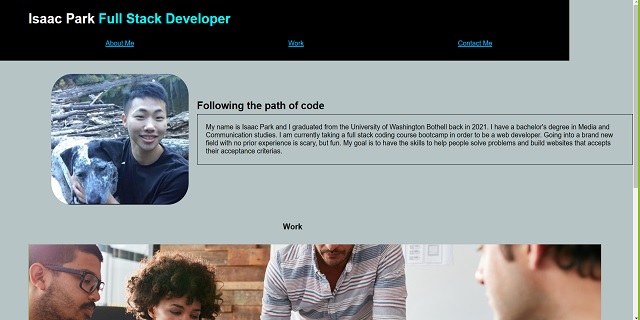 Isaac Park Full Stack Developer
About Me
Work
Contact Me
Following the path of code
My name is Isaac Park and I graduated from the University of Washington Bothell back in 2021. I have a bachelor's degree in Media and
Communication studies. I am currently taking a full stack coding course bootcamp in order to be a web developer. Going into a brand new
field with no prior experience is scary, but fun. My goal is to have the skills to help people solve problems and build websites that accepts
their acceptance criterias.
Work